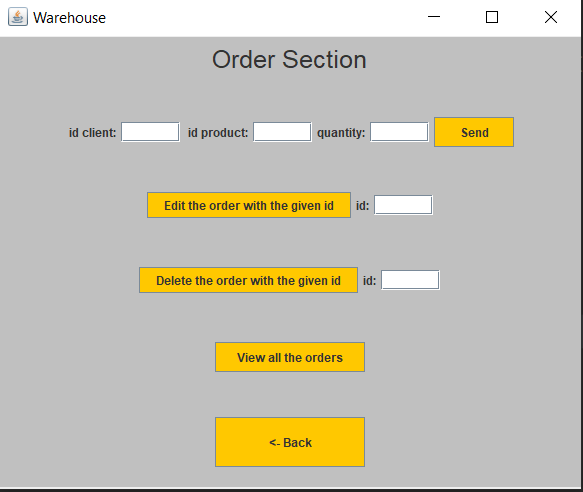 Warehouse
Order Section
id client: id product: quantity: Send
Edit the order with the given id id:
Delete the order with the given id id:
View all the orders
<- Back